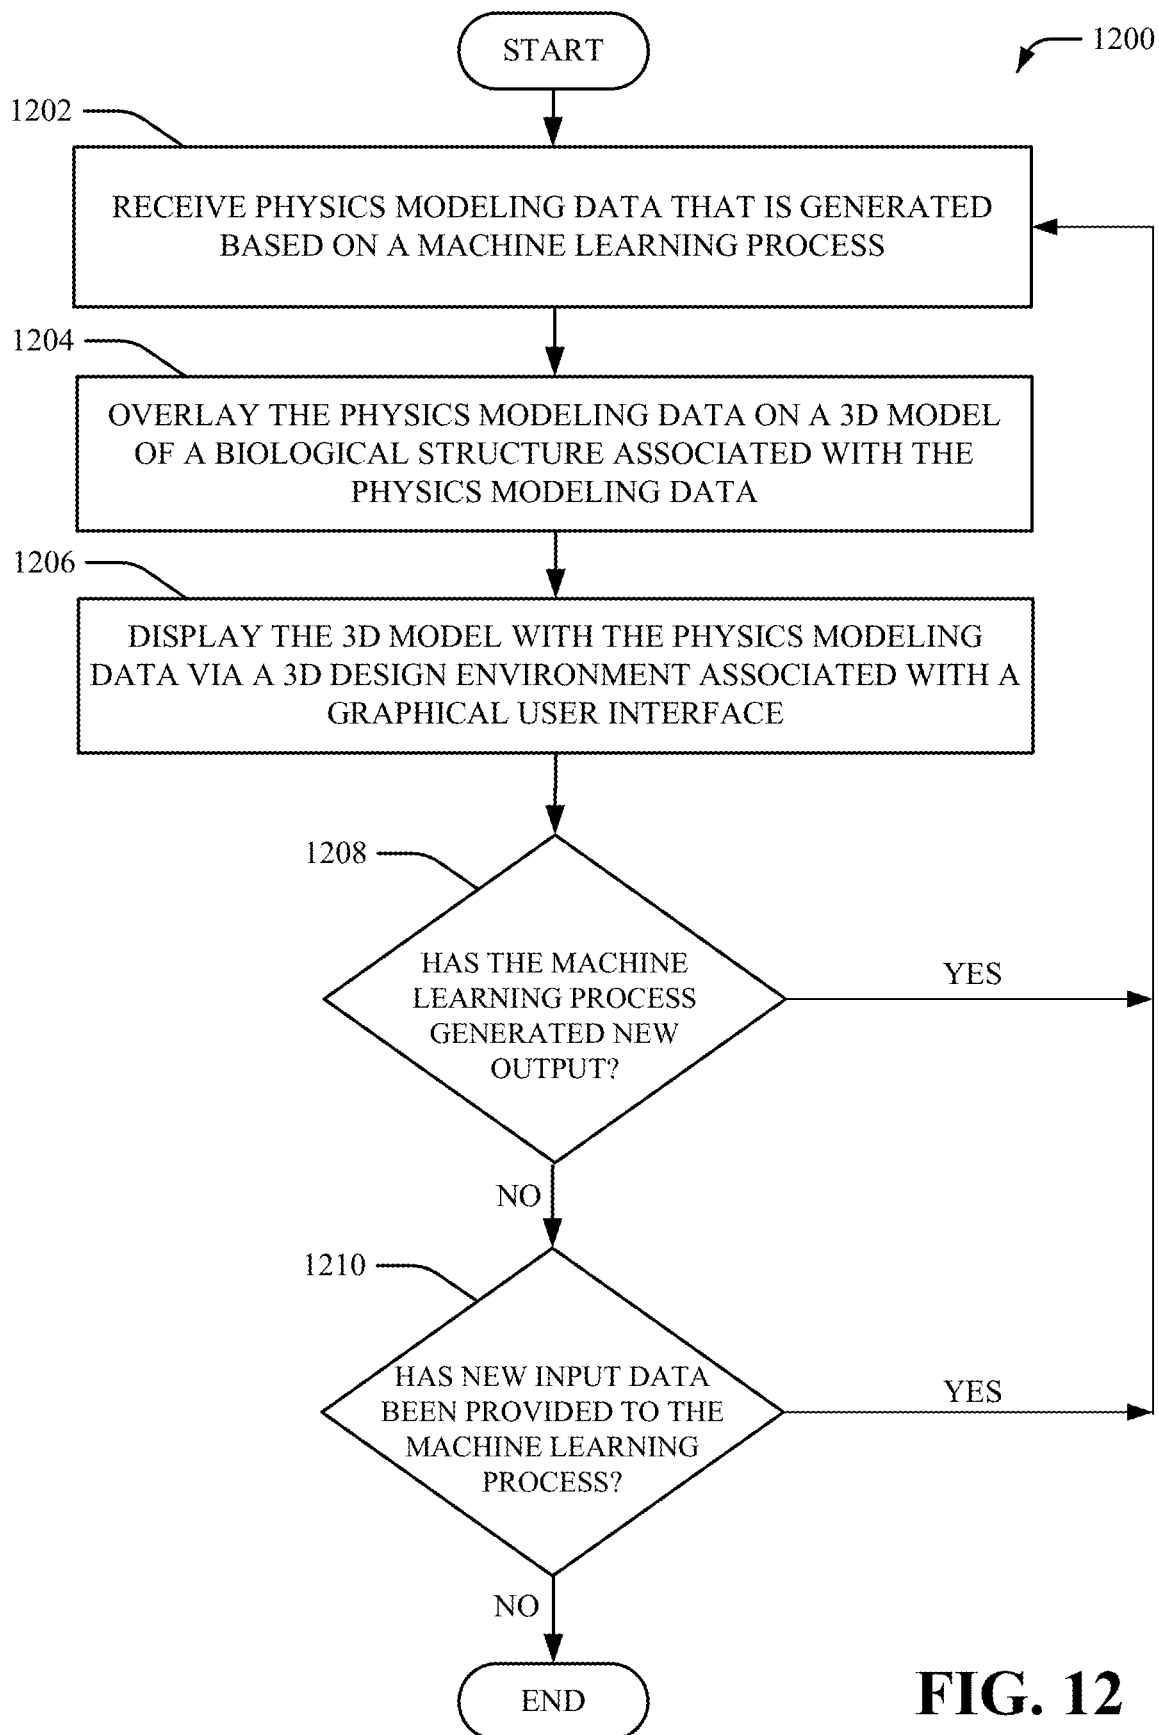 START
1200
1202
RECEIVE PHYSICS MODELING DATA THAT IS GENERATED
BASED ON A MACHINE LEARNING PROCESS
1204
OVERLAY THE PHYSICS MODELING DATA ON A 3D MODEL
OF A BIOLOGICAL STRUCTURE ASSOCIATED WITH THE
PHYSICS MODELING DATA
1206
DISPLAY THE 3D MODEL WITH THE PHYSICS MODELING
DATA VIA A 3D DESIGN ENVIRONMENT ASSOCIATED WITH A
GRAPHICAL USER INTERFACE
1208
HAS THE MACHINE
LEARNING PROCESS
GENERATED NEW
OUTPUT?
YES
NO
1210
HAS NEW INPUT DATA
BEEN PROVIDED TO THE
MACHINE LEARNING
PROCESS?
YES
NO
END
FIG. 12